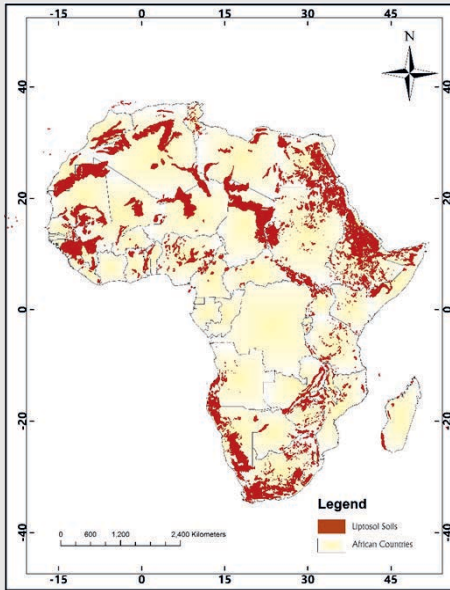 -15 0 15 30 45
N
40 40
20 20
0 0
-20 -20
-40 -40
Legend
Liptosol Soils
African Countries
0 600 1,200 2,400 Kilometers
-15 0 15 30 45